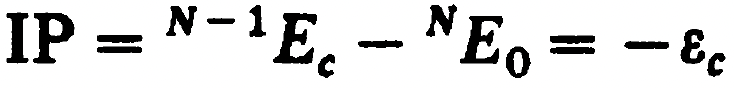 IP = ^{N-1}E_c - ^{N}E_0 = -ε_c